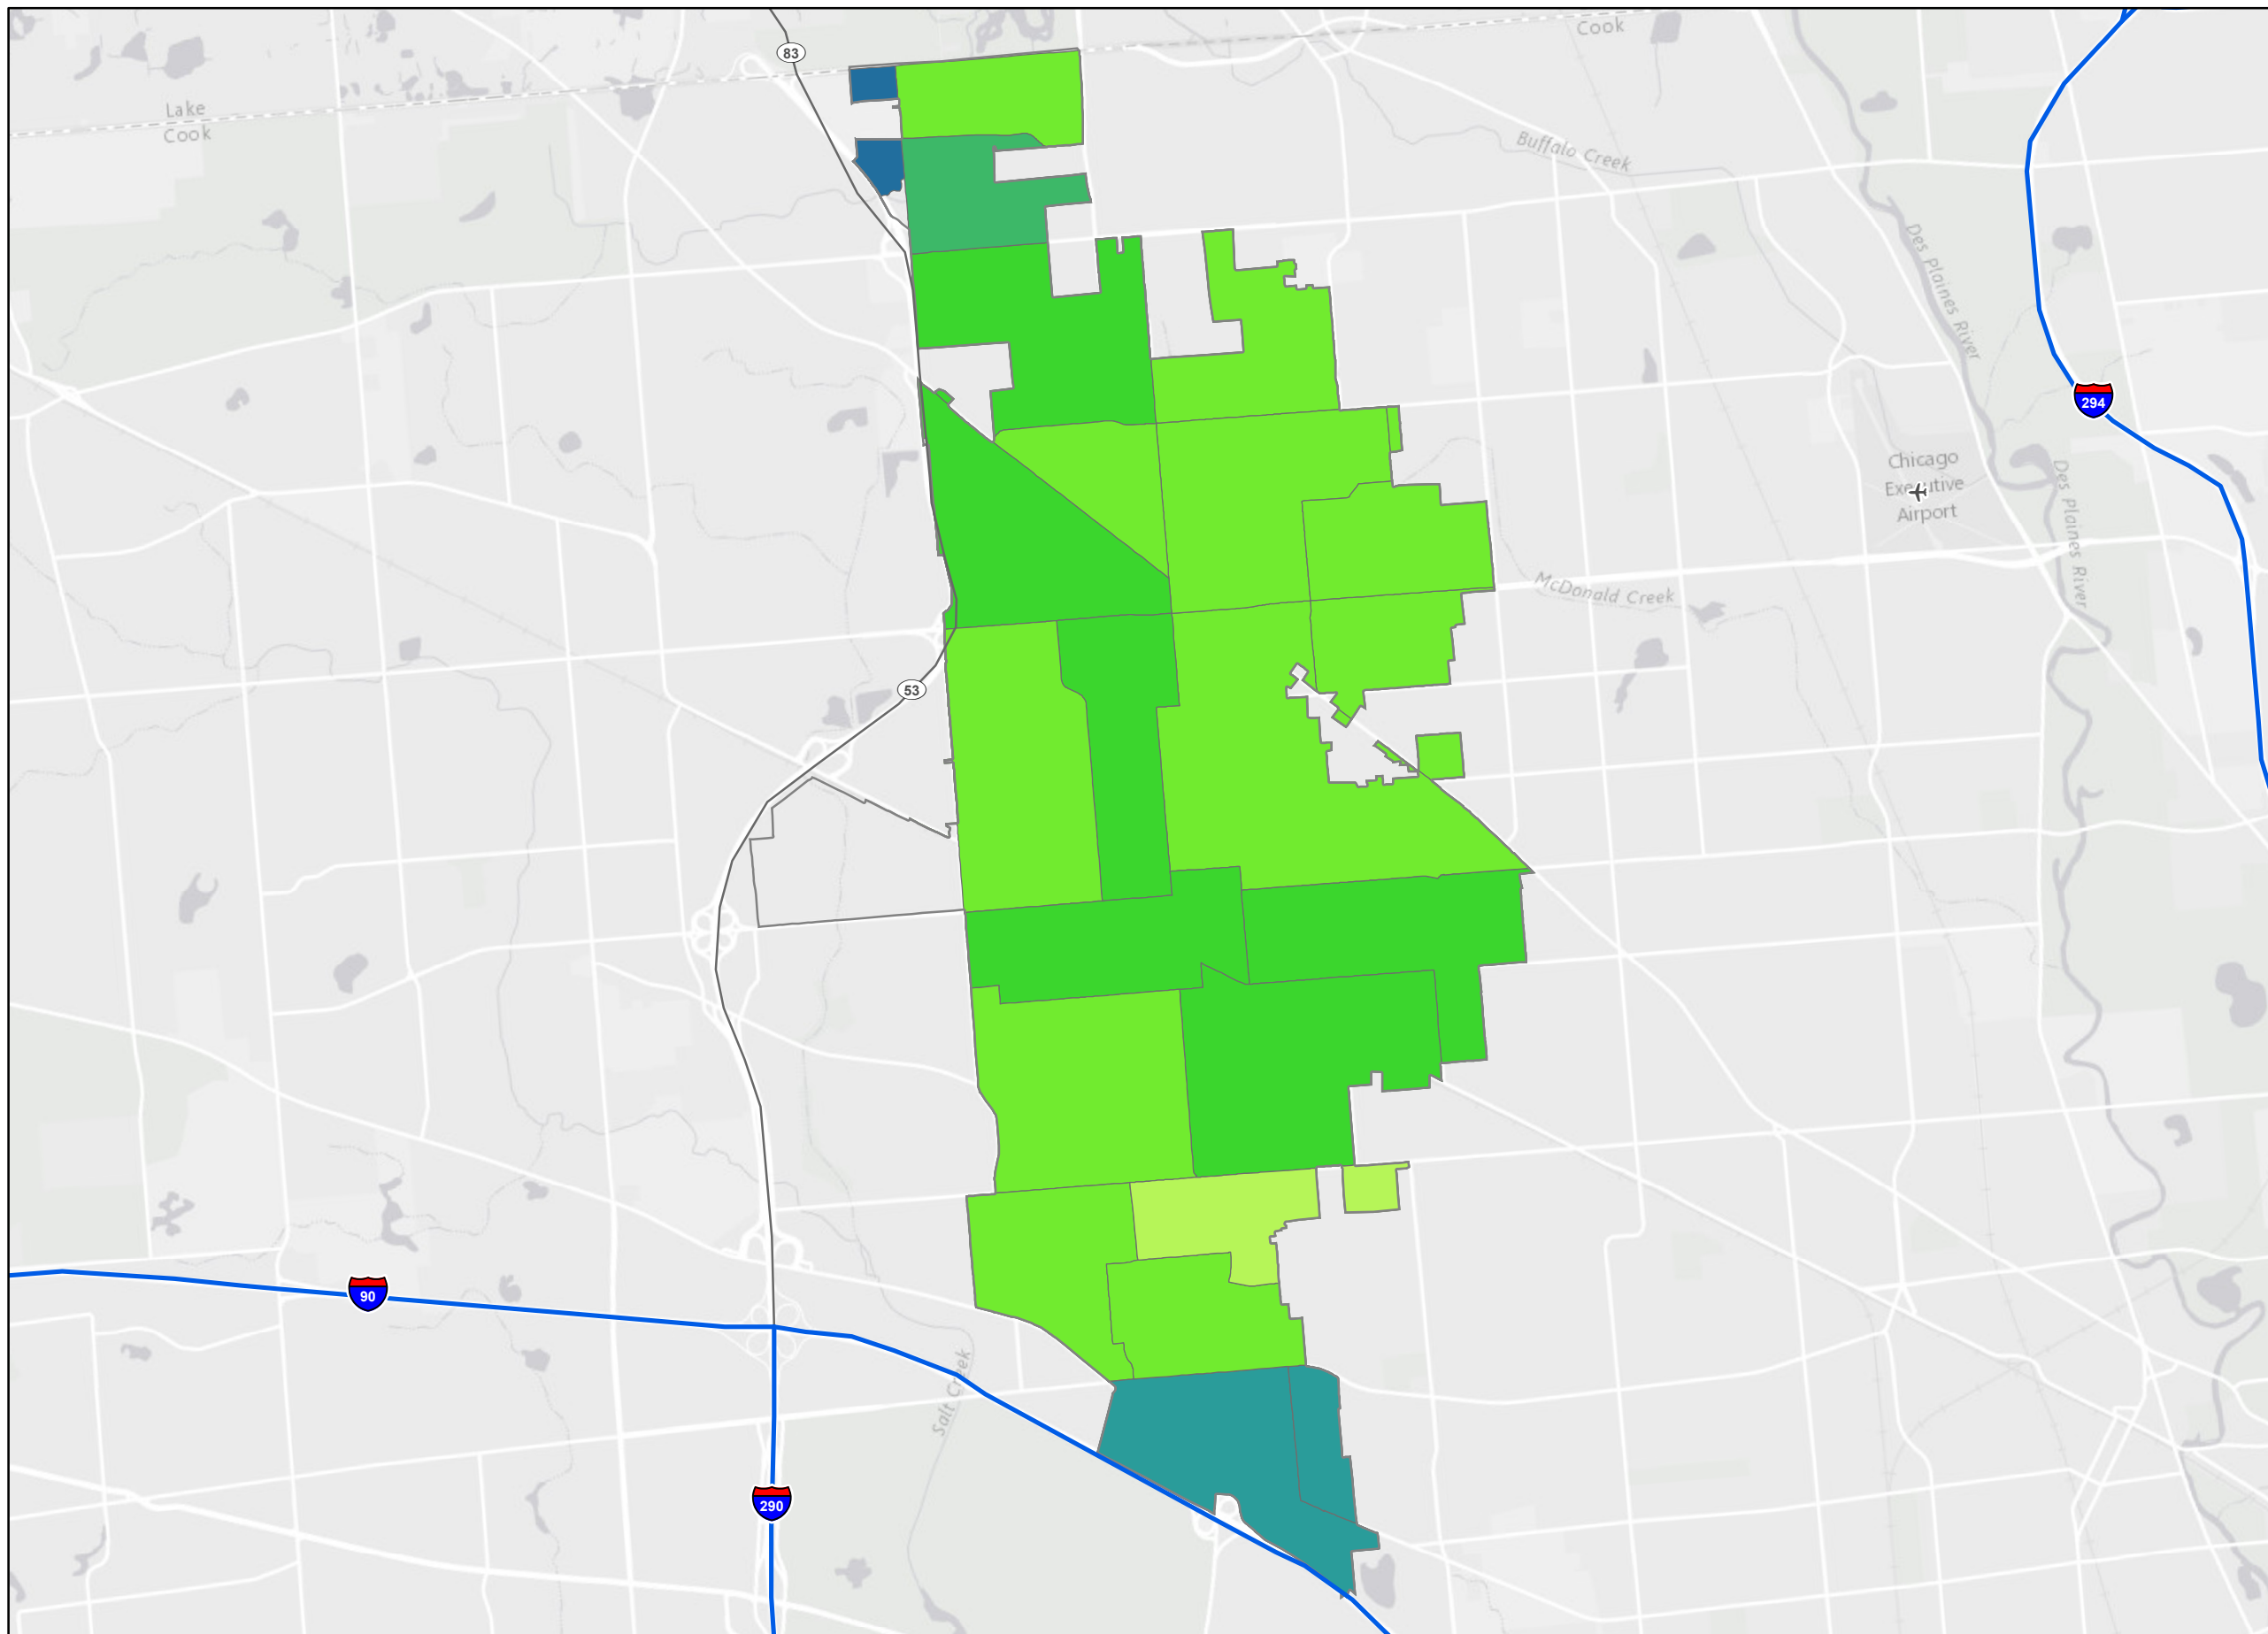 83
Cook
Lake
Cook
Buffalo Creek
Des Plaines River
294
Chicago
Executive
Airport
Des Plaines River
McDonald Creek
53
90
Salt Creek
290